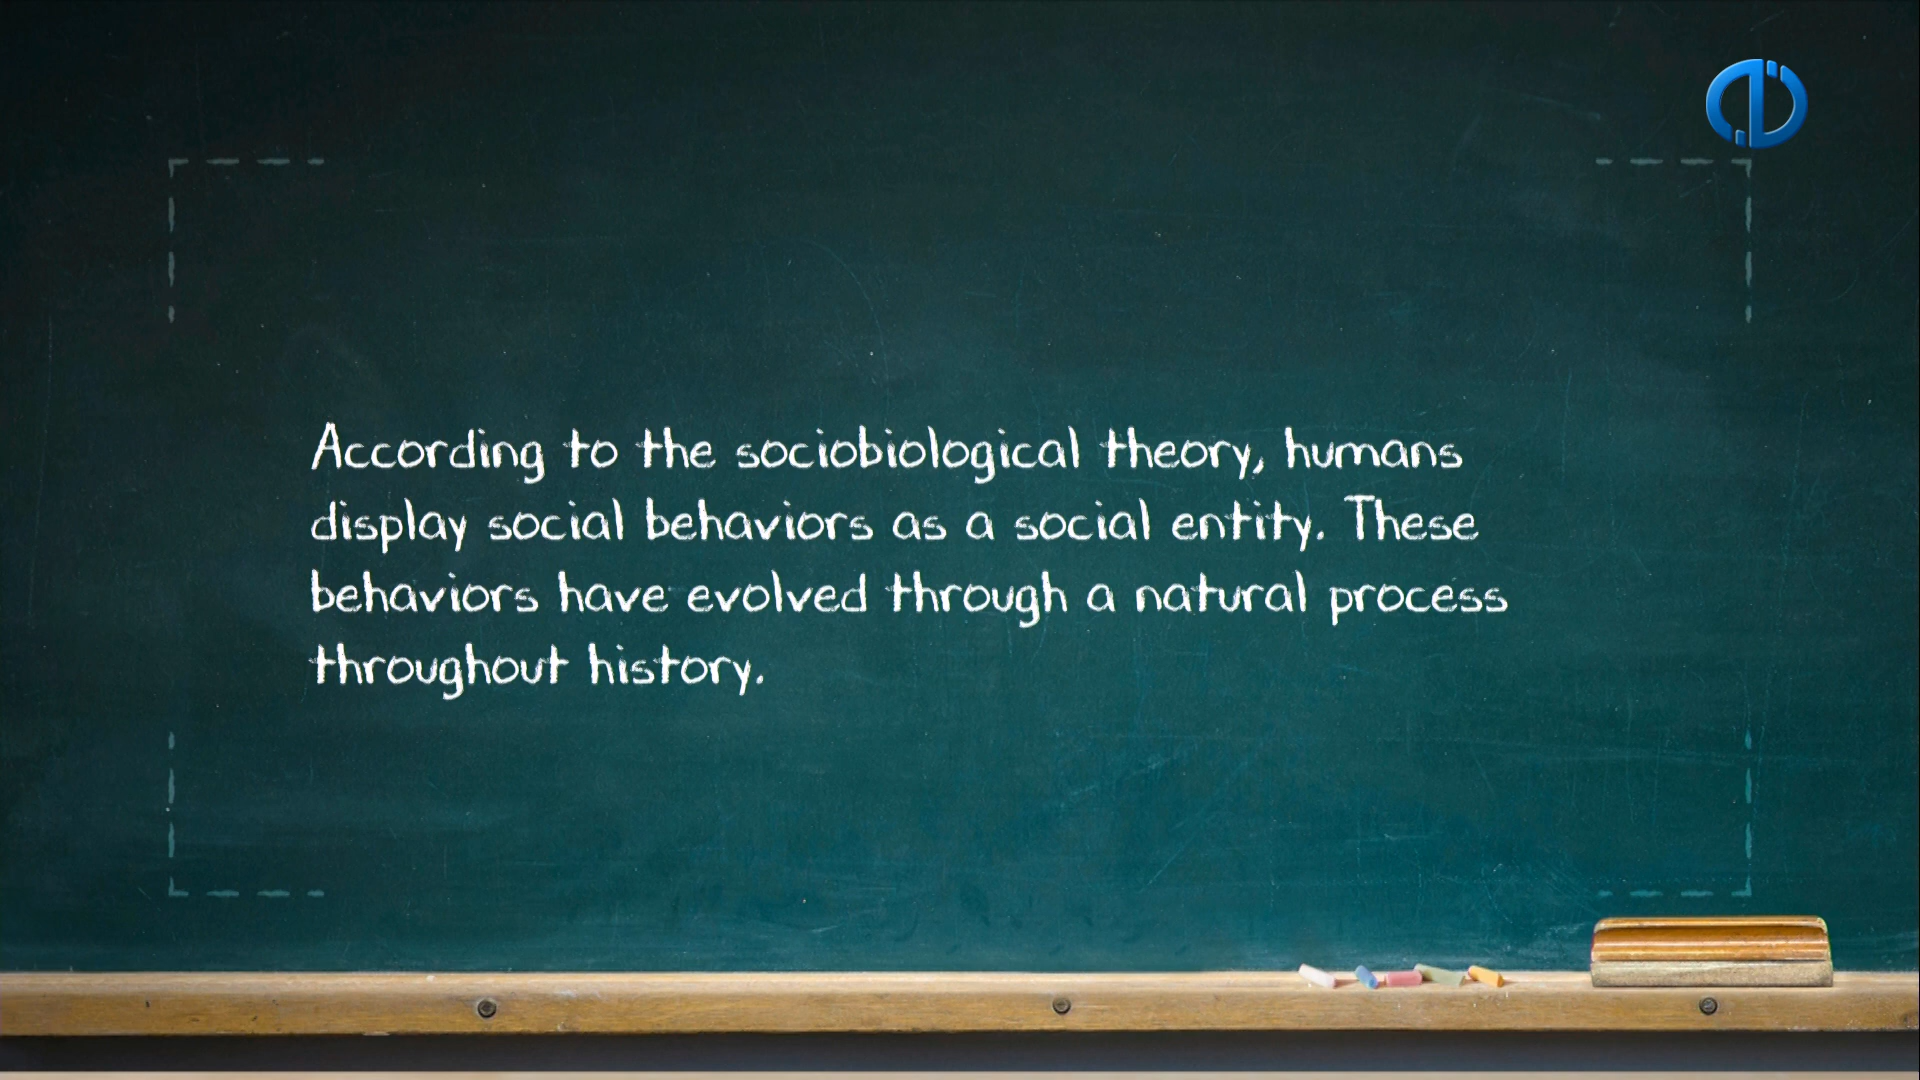 According to the sociobiological theory, humans
display social behaviors as a social entity. These
behaviors have evolved through a natural process
throughout history.